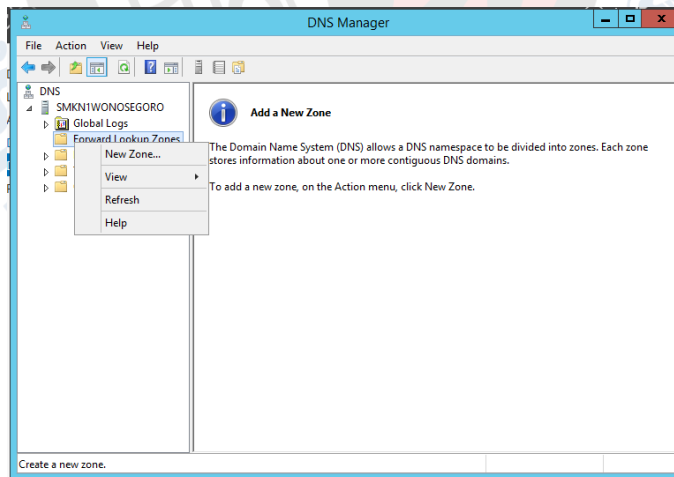 DNS Manager
File Action View Help
DNS
SMKN1WONOSEGORO
Global Logs
Forward Lookup Zones
New Zone...
View
Refresh
Help
Add a New Zone
The Domain Name System (DNS) allows a DNS namespace to be divided into zones. Each zone
stores information about one or more contiguous DNS domains.
To add a new zone, on the Action menu, click New Zone.
Create a new zone.